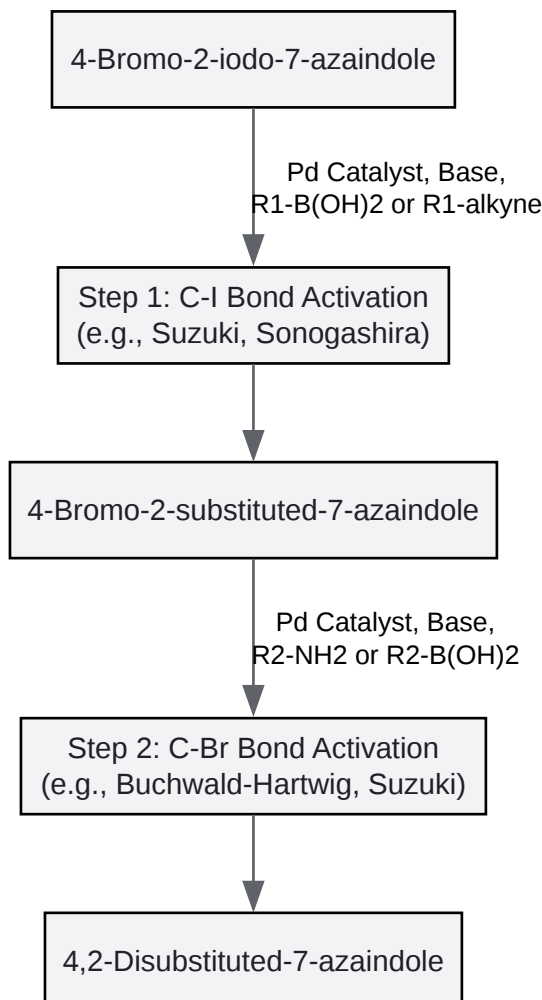 4-Bromo-2-iodo-7-azaindole
Pd Catalyst, Base,
R1-B(OH)2 or R1-alkyne
Step 1: C-I Bond Activation
(e.g., Suzuki, Sonogashira)
4-Bromo-2-substituted-7-azaindole
Pd Catalyst, Base,
R2-NH2 or R2-B(OH)2
Step 2: C-Br Bond Activation
(e.g., Buchwald-Hartwig, Suzuki)
4,2-Disubstituted-7-azaindole